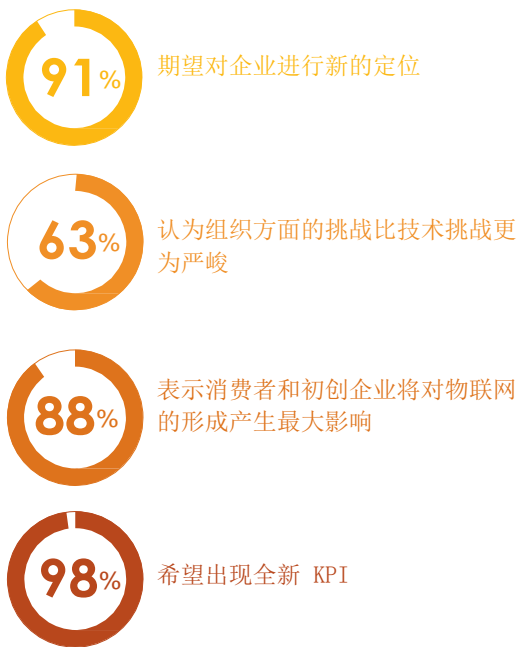 91%
期望对企业进行新的定位
63%
认为组织方面的挑战比技术挑战更
为严峻
88%
表示消费者和初创企业将对物联网
的形成产生最大影响
98%
希望出现全新 KPI